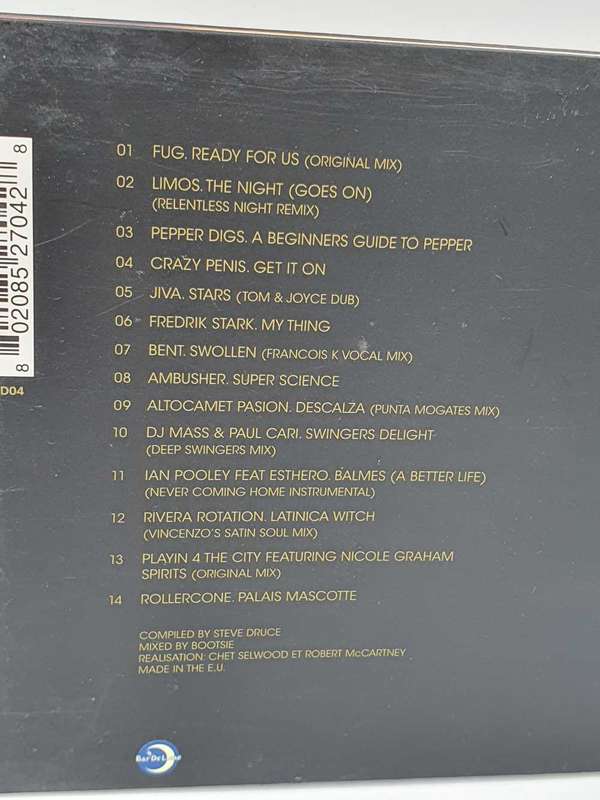 01 FUG. READY FOR US (ORIGINAL MIX)
02 LIMOS. THE NIGHT (GOES ON)
(RELENTLESS NIGHT REMIX)
03 PEPPER DIGS. A BEGINNERS GUIDE TO PEPPER
04 CRAZY PENIS. GET IT ON
05 JIVA. STARS (TOM & JOYCE DUB)
06 FREDRIK STARK. MY THING
07 BENT. SWOLLEN (FRANCOIS K VOCAL MIX)
08 AMBUSHER. SUPER SCIENCE
09 ALTOCAMET PASION. DESCALZA (PUNTA MOGATES MIX)
10 DJ MASS & PAUL CARI. SWINGERS DELIGHT
(DEEP SWINGERS MIX)
11 IAN POOLEY FEAT ESTHERO. BALMES (A BETTER LIFE)
(NEVER COMING HOME INSTRUMENTAL)
12 RIVERA ROTATION. LATINICA WITCH
(VINCENZO'S SATIN SOUL MIX)
13 PLAYIN 4 THE CITY FEATURING NICOLE GRAHAM
SPIRITS (ORIGINAL MIX)
14 ROLLERCONE. PALAIS MASCOTTE
COMPILED BY STEVE DRUCE
MIXED BY BOOTSIE
REALISATION: CHET SELWOOD ET ROBERT McCARTNEY
MADE IN THE E.U.
8 02085 27042 8
D04